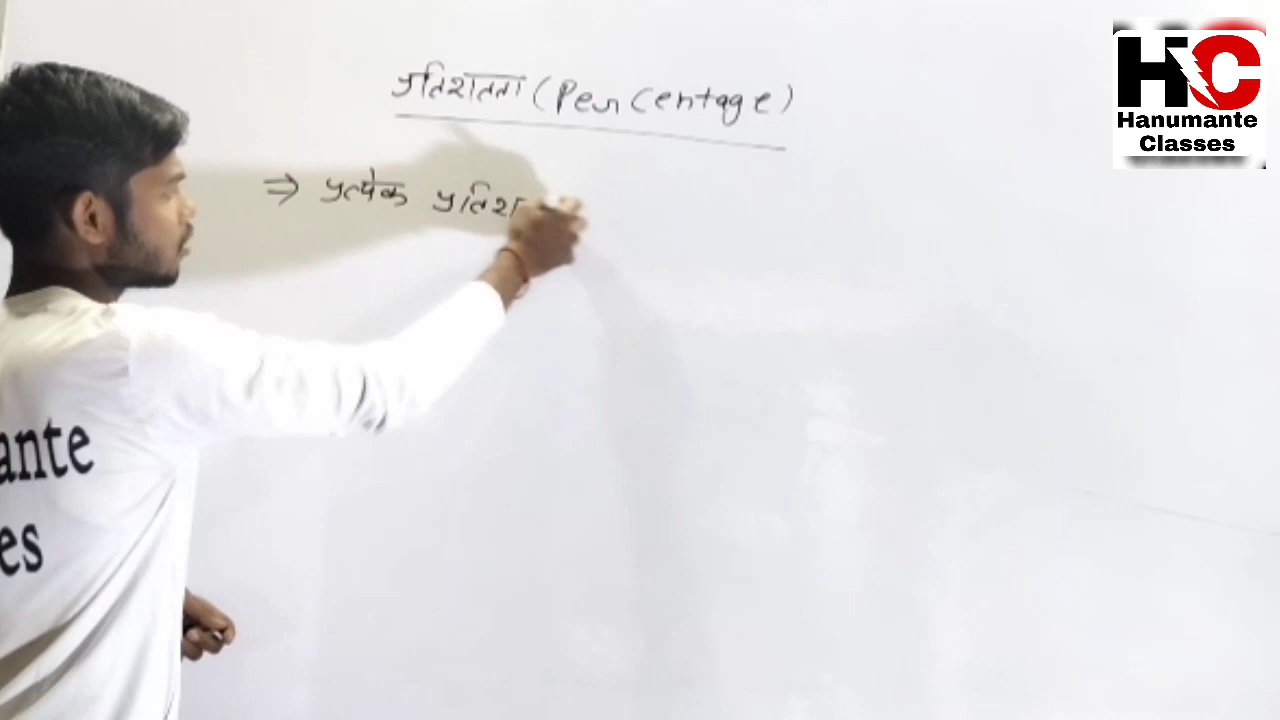 प्रतिशतता (Percentage)
⇒ प्रत्येक प्रतिश
HC
Hanumante
Classes
ante
es